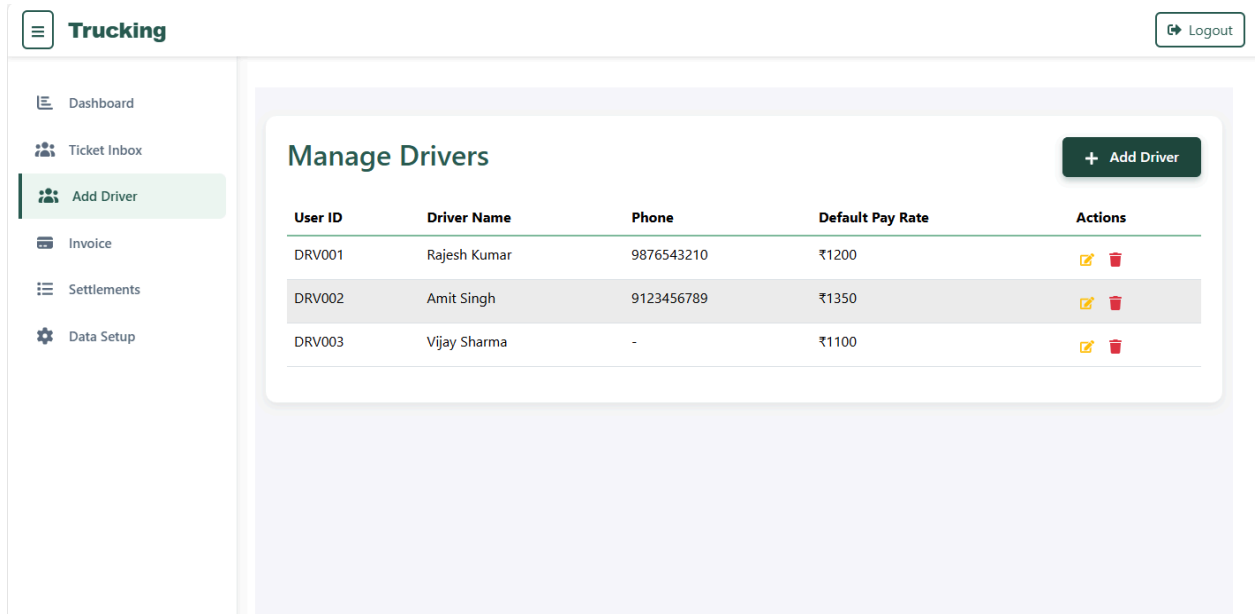 Trucking
Logout
Dashboard
Ticket Inbox
Add Driver
Invoice
Settlements
Data Setup
Manage Drivers
+ Add Driver
User ID Driver Name Phone Default Pay Rate Actions
DRV001 Rajesh Kumar 9876543210 ₹1200
DRV002 Amit Singh 9123456789 ₹1350
DRV003 Vijay Sharma - ₹1100